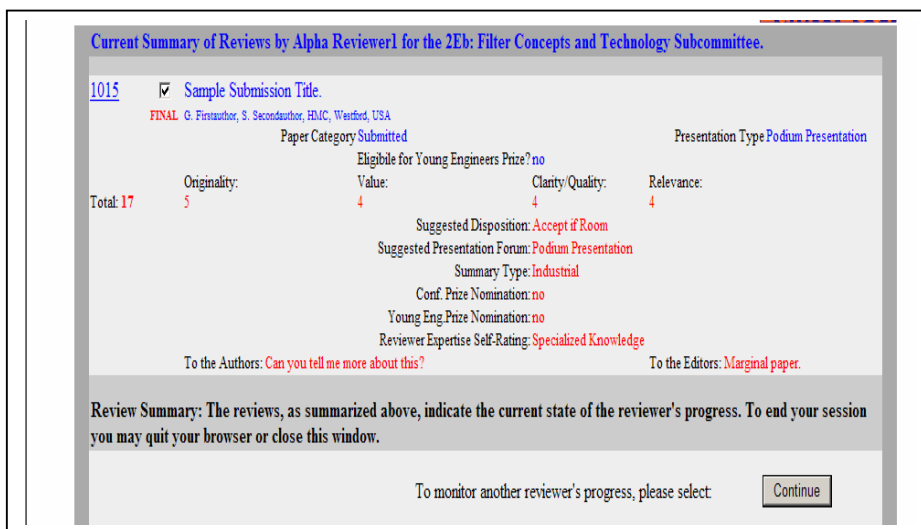 Current Summary of Reviews by Alpha Reviewer1 for the 2Eb: Filter Concepts and Technology Subcommittee.
1015 Sample Submission Title.
FINAL G. Firstauthor, S. Secondauthor, HMC, Westford, USA
Paper Category Submitted Presentation Type Podium Presentation
Eligibile for Young Engineers Prize? no
Originality: Value: Clarity/Quality: Relevance:
Total: 17 5 4 4 4
Suggested Disposition: Accept if Room
Suggested Presentation Forum: Podium Presentation
Summary Type: Industrial
Conf. Prize Nomination: no
Young Eng.Prize Nomination: no
Reviewer Expertise Self-Rating: Specialized Knowledge
To the Authors: Can you tell me more about this? To the Editors: Marginal paper.
Review Summary: The reviews, as summarized above, indicate the current state of the reviewer's progress. To end your session
you may quit your browser or close this window.
To monitor another reviewer's progress, please select: Continue